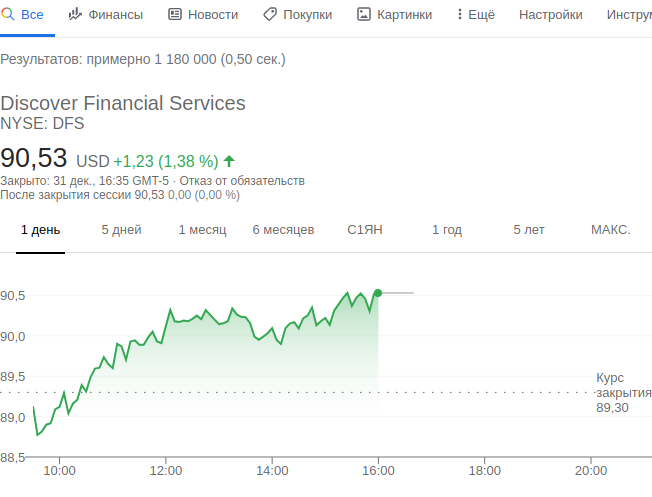 Все Финансы Новости Покупки Картинки Ещё Настройки Инструм
Результатов: примерно 1 180 000 (0,50 сек.)
Discover Financial Services
NYSE: DFS
90,53 USD +1,23 (1,38 %)
Закрыто: 31 дек., 16:35 GMT-5 · Отказ от обязательств
После закрытия сессии 90,53 0,00 (0,00 %)
1 день 5 дней 1 месяц 6 месяцев С1ЯН 1 год 5 лет МАКС.
90,5
90,0
89,5
Курс
закрытия
89,30
89,0
88,5
10:00 12:00 14:00 16:00 18:00 20:00